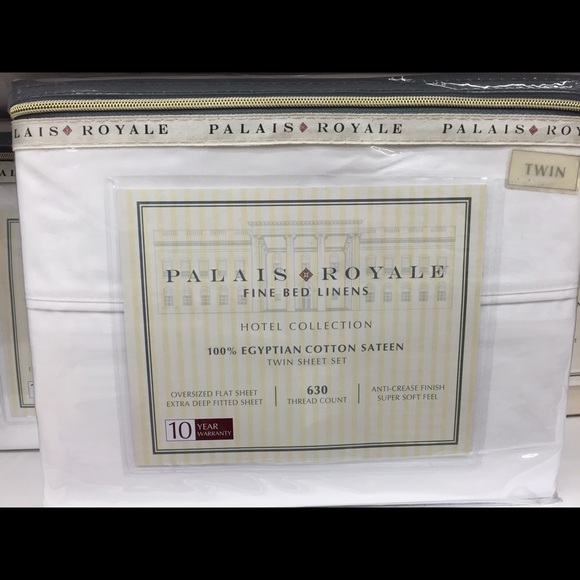 ALAIS ROYALE PALAIS ROYALE PALAIS ROY
TWIN
PALAIS ROYALE
FINE BED LINENS
HOTEL COLLECTION
100% EGYPTIAN COTTON SATEEN
TWIN SHEET SET
OVERSIZED FLAT SHEET
EXTRA DEEP FITTED SHEET
630
THREAD COUNT
ANTI-CREASE FINISH
SUPER SOFT FEEL
10 YEAR
WARRANTY